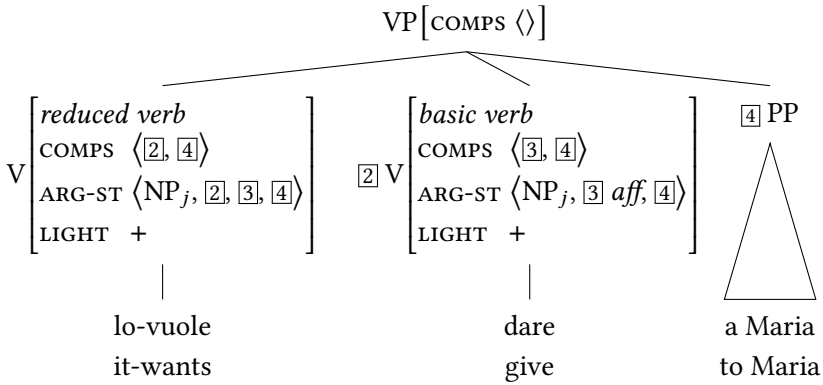 VP[COMPS ⟨⟩]
V[reduced verb
COMPS ⟨[2], [4]⟩
ARG-ST ⟨NPⱼ, [2], [3], [4]⟩
LIGHT +]
[2] V[basic verb
COMPS ⟨[3], [4]⟩
ARG-ST ⟨NPⱼ, [3] aff, [4]⟩
LIGHT +]
[4] PP
lo-vuole dare a Maria
it-wants give to Maria